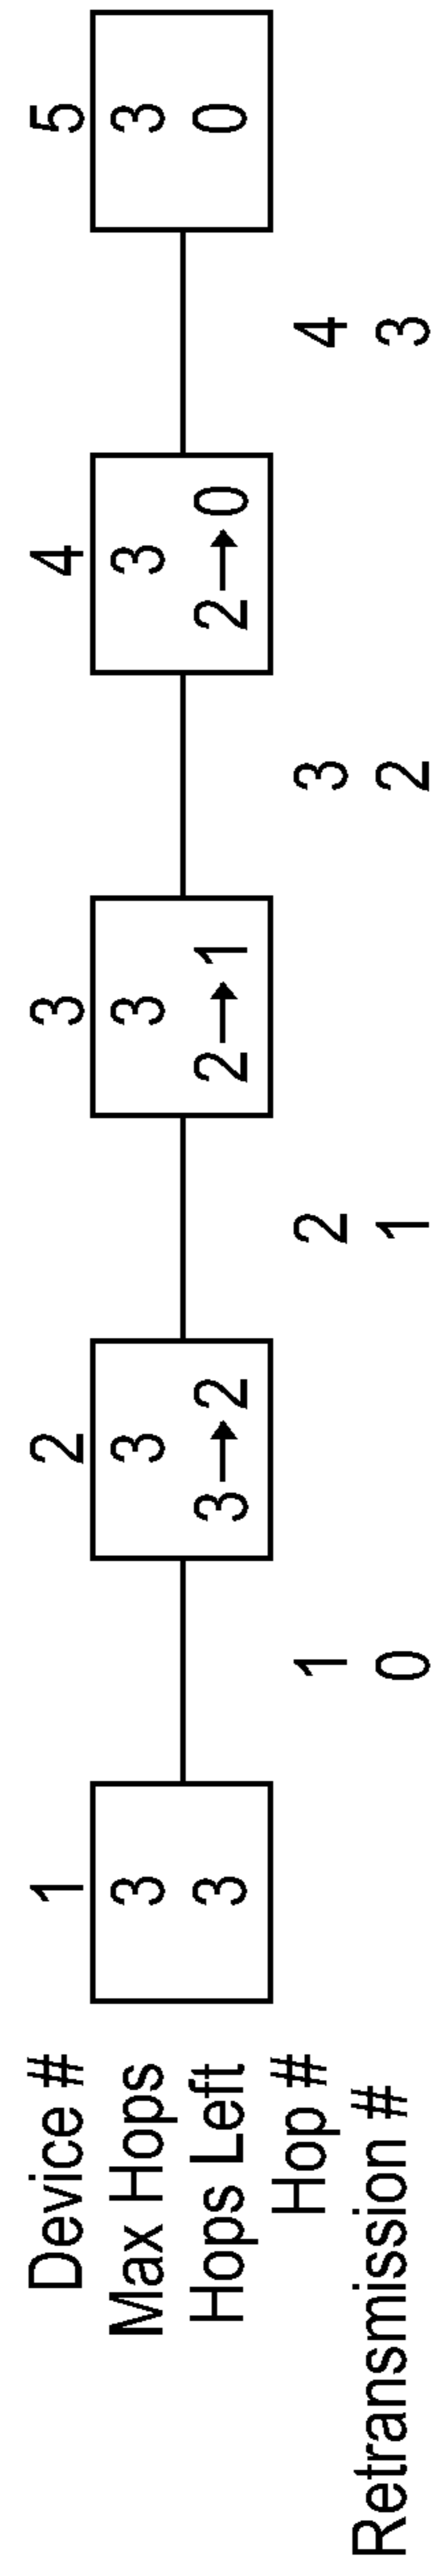 Device # 1 2 3 4 5
Max Hops 3 3 3 3 3
Hops Left 3 3→2 2→1 2→0 0
Hop # 1 2 3 4
Retransmission # 0 1 2 3